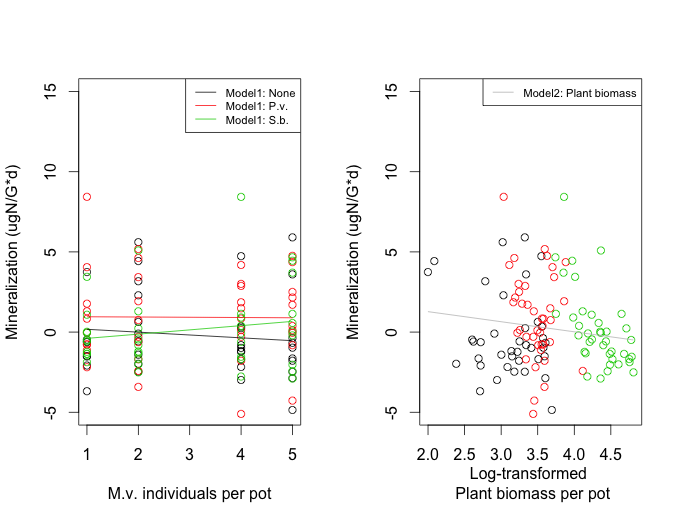 Mineralization (ugN/G*d)
15
10
5
0
-5
Model1: None
Model1: P.v.
Model1: S.b.
1 2 3 4 5
M.v. individuals per pot
Mineralization (ugN/G*d)
15
10
5
0
-5
Model2: Plant biomass
2.0 2.5 3.0 3.5 4.0 4.5
Log-transformed
Plant biomass per pot